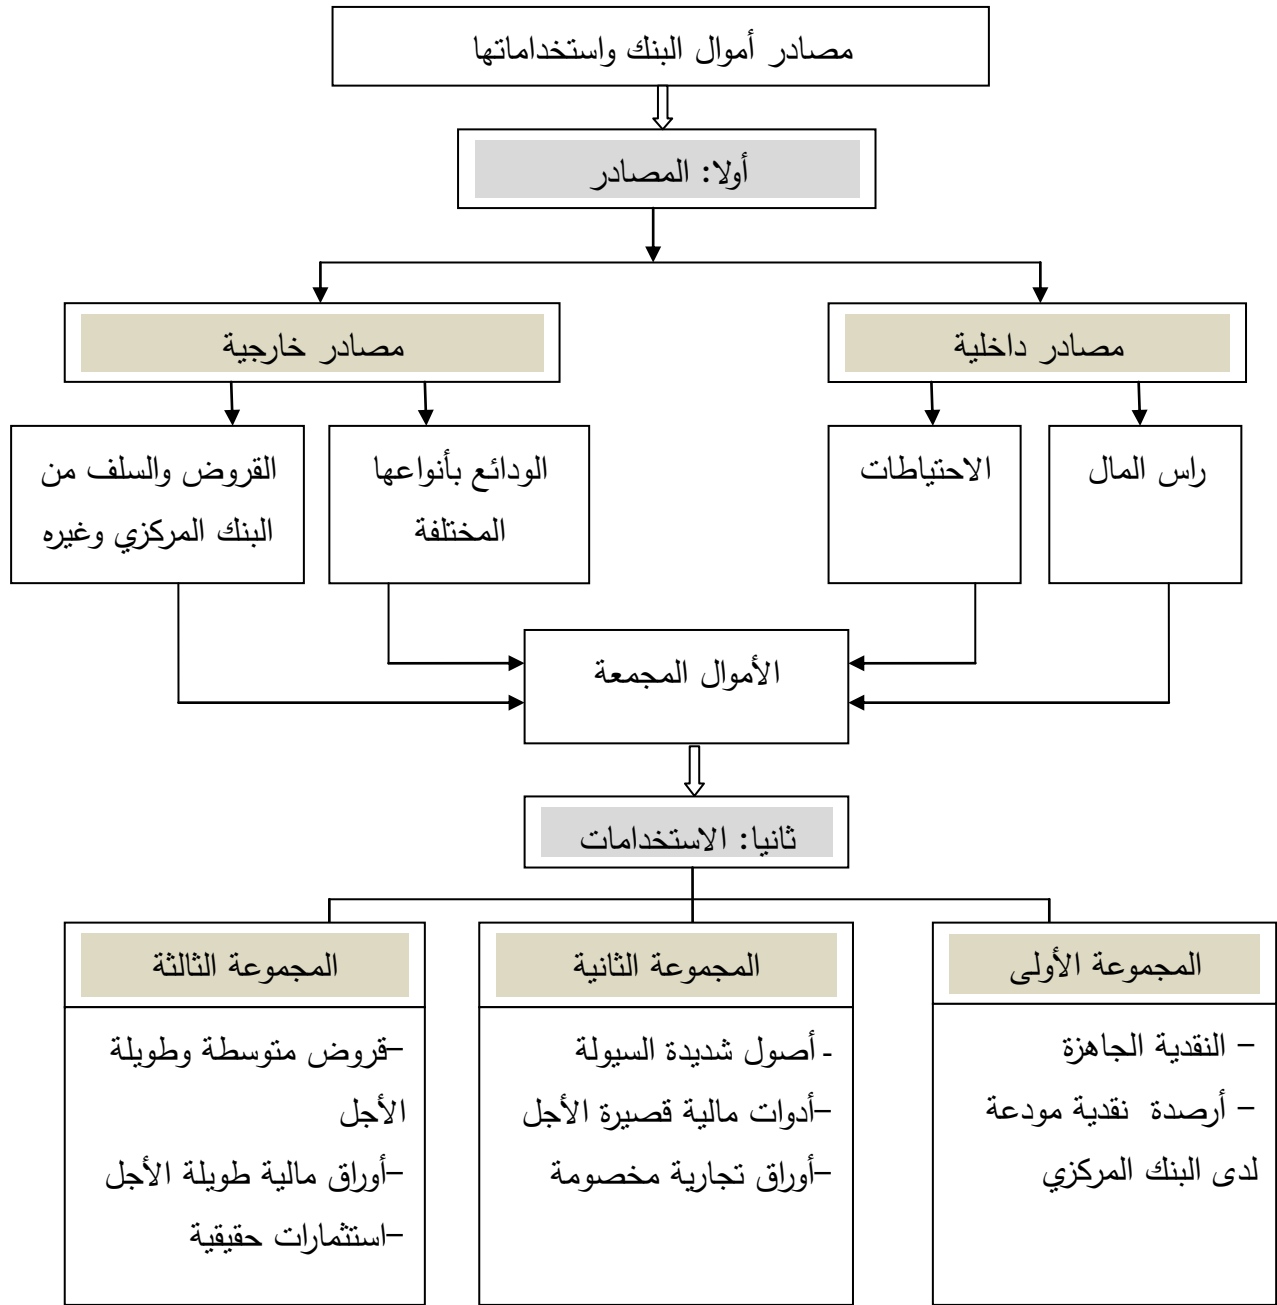 مصادر أموال البنك واستخداماتها
أولا: المصادر
مصادر داخلية
مصادر خارجية
راس المال
الاحتياطات
الودائع بأنواعها
المختلفة
القروض والسلف من
البنك المركزي وغيره
الأموال المجمعة
ثانيا: الاستخدامات
المجموعة الأولى
– النقدية الجاهزة
– أرصدة نقدية مودعة
لدى البنك المركزي
المجموعة الثانية
- أصول شديدة السيولة
–أدوات مالية قصيرة الأجل
–أوراق تجارية مخصومة
المجموعة الثالثة
–قروض متوسطة وطويلة
الأجل
–أوراق مالية طويلة الأجل
–استثمارات حقيقية